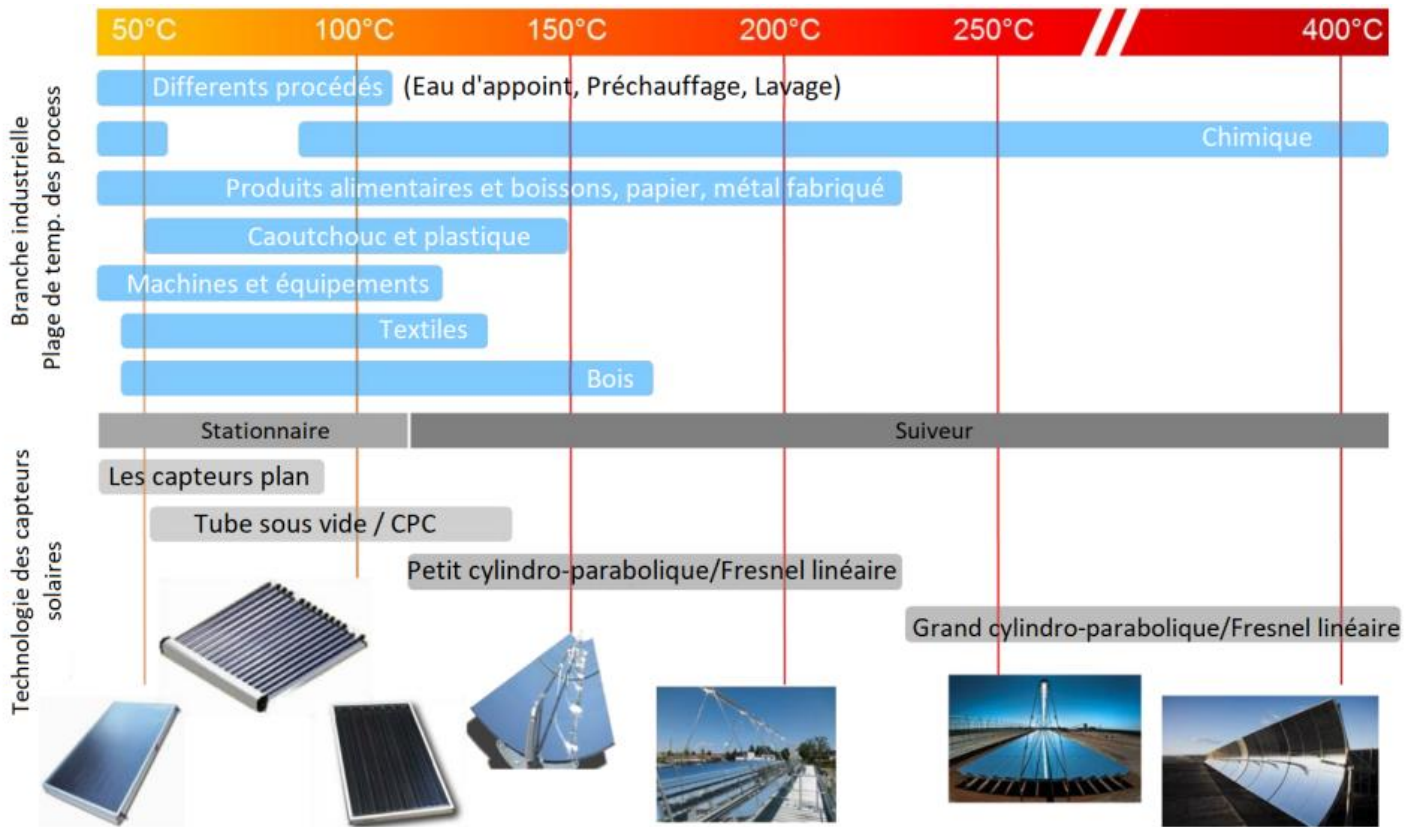 50°C 100°C 150°C 200°C 250°C 400°C
Differents procédés (Eau d'appoint, Préchauffage, Lavage)
Chimique
Produits alimentaires et boissons, papier, métal fabriqué
Caoutchouc et plastique
Machines et équipements
Textiles
Bois
Branche industrielle
Plage de temp. des process
Stationnaire Suiveur
Les capteurs plan
Tube sous vide / CPC
Petit cylindro-parabolique/Fresnel linéaire
Grand cylindro-parabolique/Fresnel linéaire
Technologie des capteurs
solaires